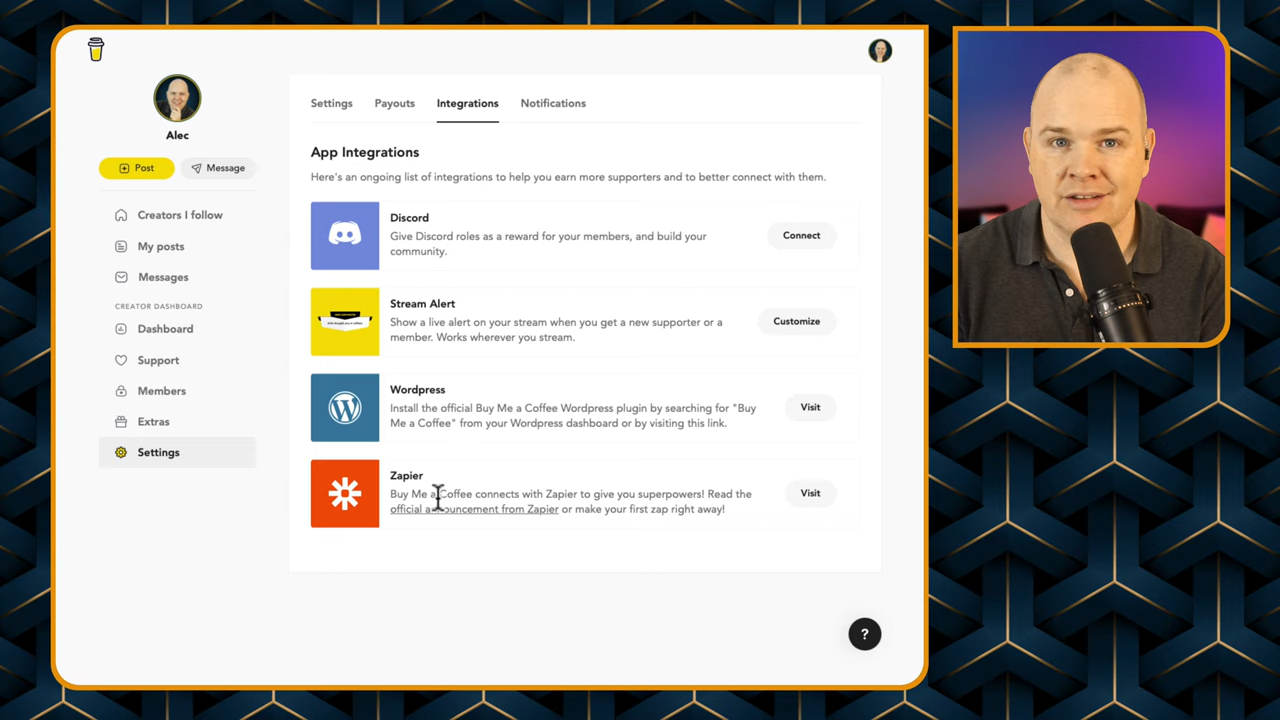 Alec
Post
Message
Creators I follow
My posts
Messages
CREATOR DASHBOARD
Dashboard
Support
Members
Extras
Settings
Settings
Payouts
Integrations
Notifications
App Integrations
Here's an ongoing list of integrations to help you earn more supporters and to better connect with them.
Discord
Give Discord roles as a reward for your members, and build your
community.
Connect
Stream Alert
Show a live alert on your stream when you get a new supporter or a
member. Works wherever you stream.
Customize
Wordpress
Install the official Buy Me a Coffee Wordpress plugin by searching for "Buy
Me a Coffee" from your Wordpress dashboard or by visiting this link.
Visit
Zapier
Buy Me a Coffee connects with Zapier to give you superpowers! Read the
official announcement from Zapier or make your first zap right away!
Visit
?